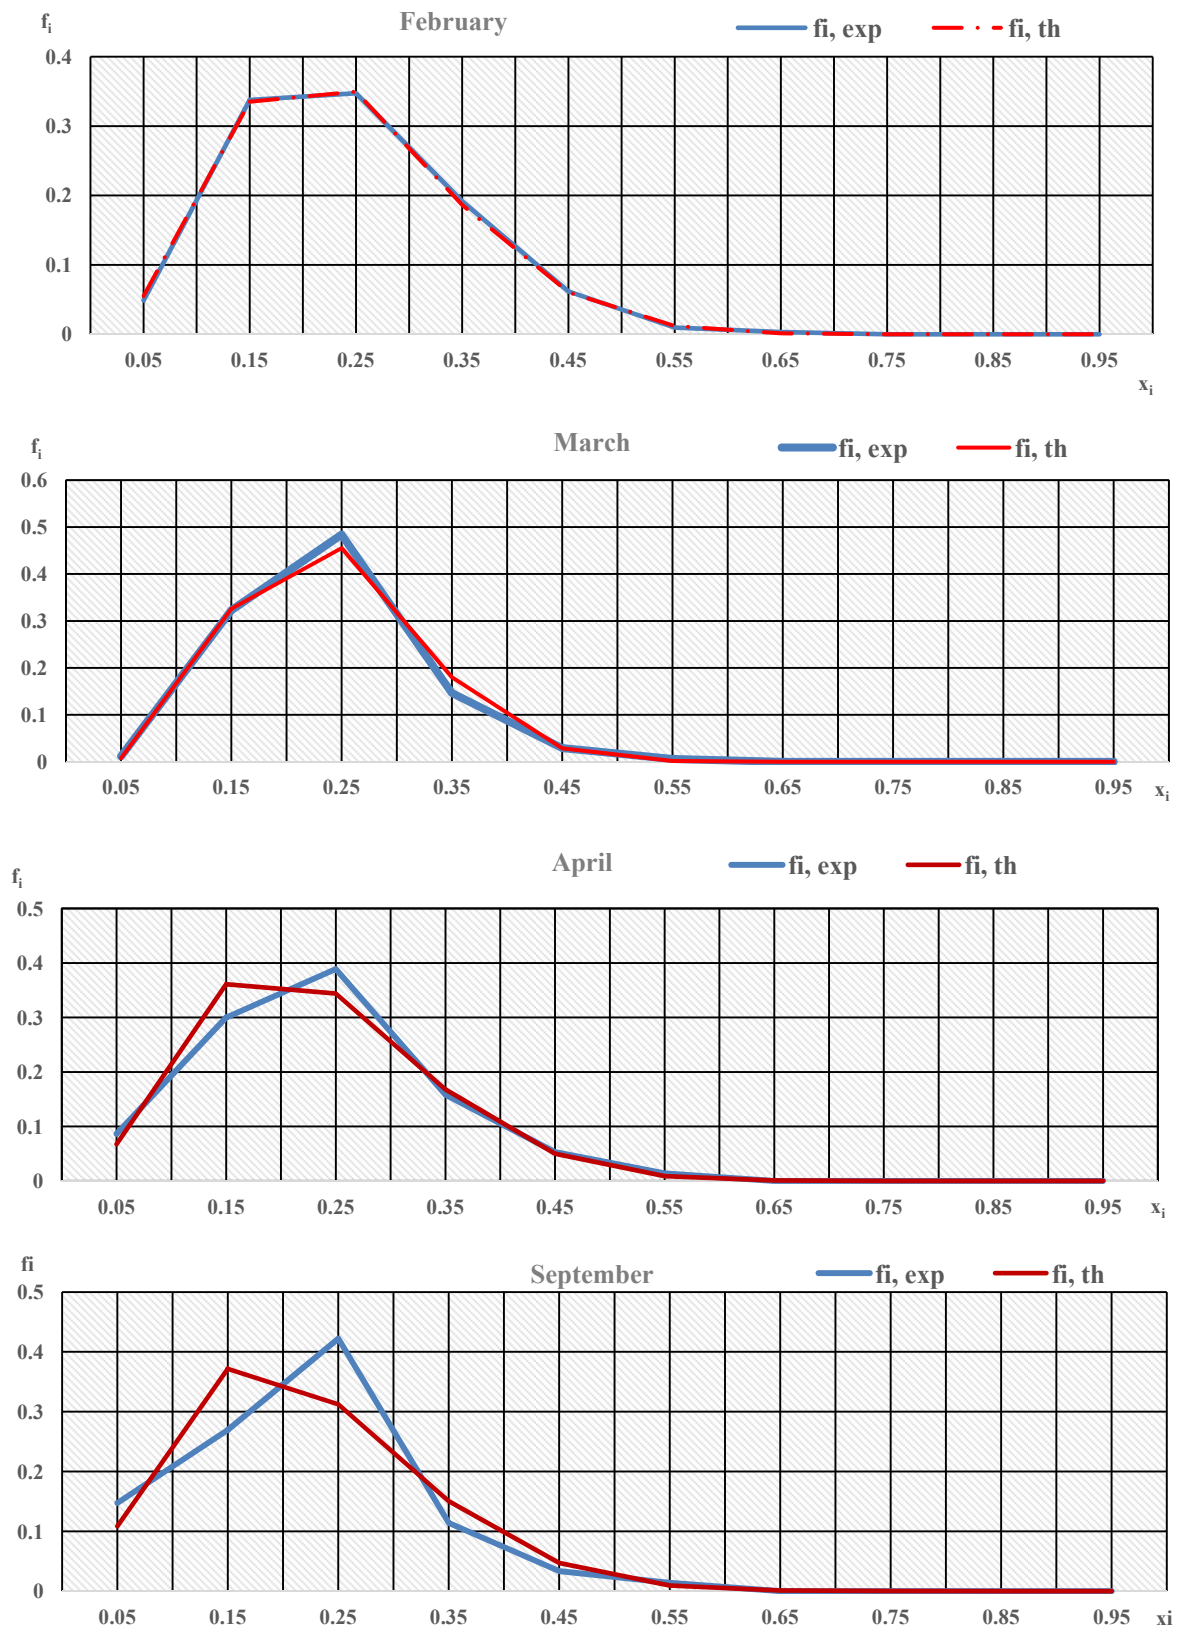 fi February fi, exp fi, th
0.4
0.3
0.2
0.1
0
0.05 0.15 0.25 0.35 0.45 0.55 0.65 0.75 0.85 0.95
xi
March fi, exp fi, th
fi
0.6
0.5
0.4
0.3
0.2
0.1
0
0.05 0.15 0.25 0.35 0.45 0.55 0.65 0.75 0.85 0.95 xi
April fi, exp fi, th
fi
0.5
0.4
0.3
0.2
0.1
0
0.05 0.15 0.25 0.35 0.45 0.55 0.65 0.75 0.85 0.95 xi
fi September fi, exp fi, th
0.5
0.4
0.3
0.2
0.1
0
0.05 0.15 0.25 0.35 0.45 0.55 0.65 0.75 0.85 0.95 xi